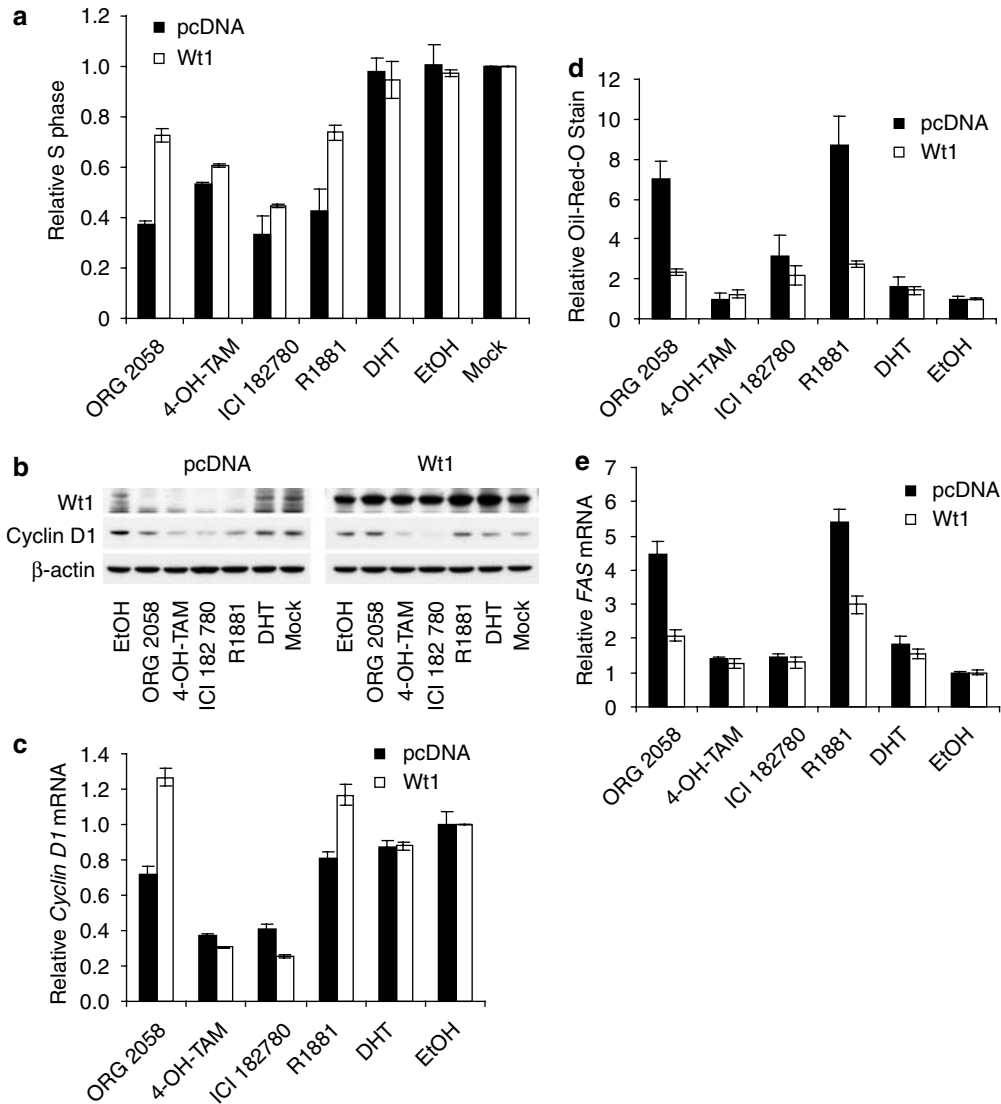 a
pcDNA
Wt1
Relative S phase
1.2
1.0
0.8
0.6
0.4
0.2
0
ORG 2058
4-OH-TAM
ICI 182780
R1881
DHT
EtOH
Mock
b
pcDNA
Wt1
Wt1
Cyclin D1
β-actin
EtOH
ORG 2058
4-OH-TAM
ICI 182 780
R1881
DHT
Mock
EtOH
ORG 2058
4-OH-TAM
ICI 182 780
R1881
DHT
Mock
c
pcDNA
Wt1
Relative Cyclin D1 mRNA
1.4
1.2
1.0
0.8
0.6
0.4
0.2
0.0
ORG 2058
4-OH-TAM
ICI 182780
R1881
DHT
EtOH
d
pcDNA
Wt1
Relative Oil-Red-O Stain
12
10
8
6
4
2
0
ORG 2058
4-OH-TAM
ICI 182780
R1881
DHT
EtOH
e
pcDNA
Wt1
Relative FAS mRNA
7
6
5
4
3
2
1
0
ORG 2058
4-OH-TAM
ICI 182780
R1881
DHT
EtOH